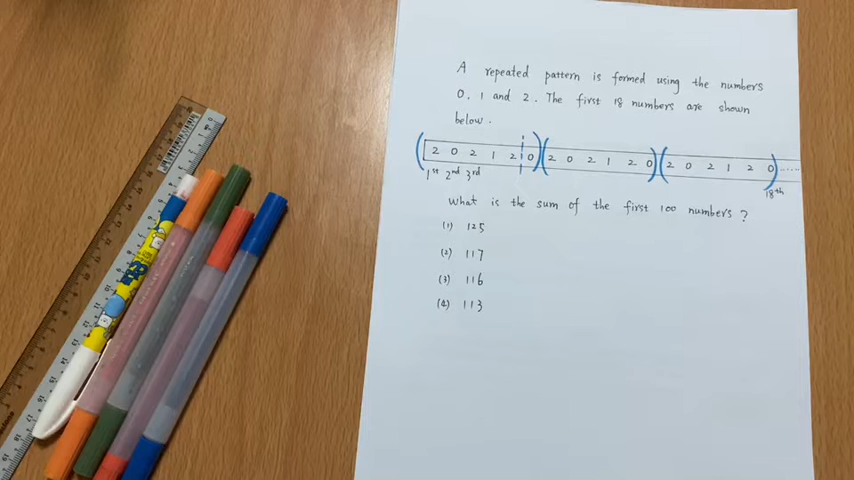 A repeated pattern is formed using the numbers
0, 1 and 2. The first 18 numbers are shown
below.
2 0 2 1 2 0 2 0 2 1 2 0 2 0 2 1 2 0 ......
1st 2nd 3rd 18th
What is the sum of the first 100 numbers?
(1) 125
(2) 117
(3) 116
(4) 113